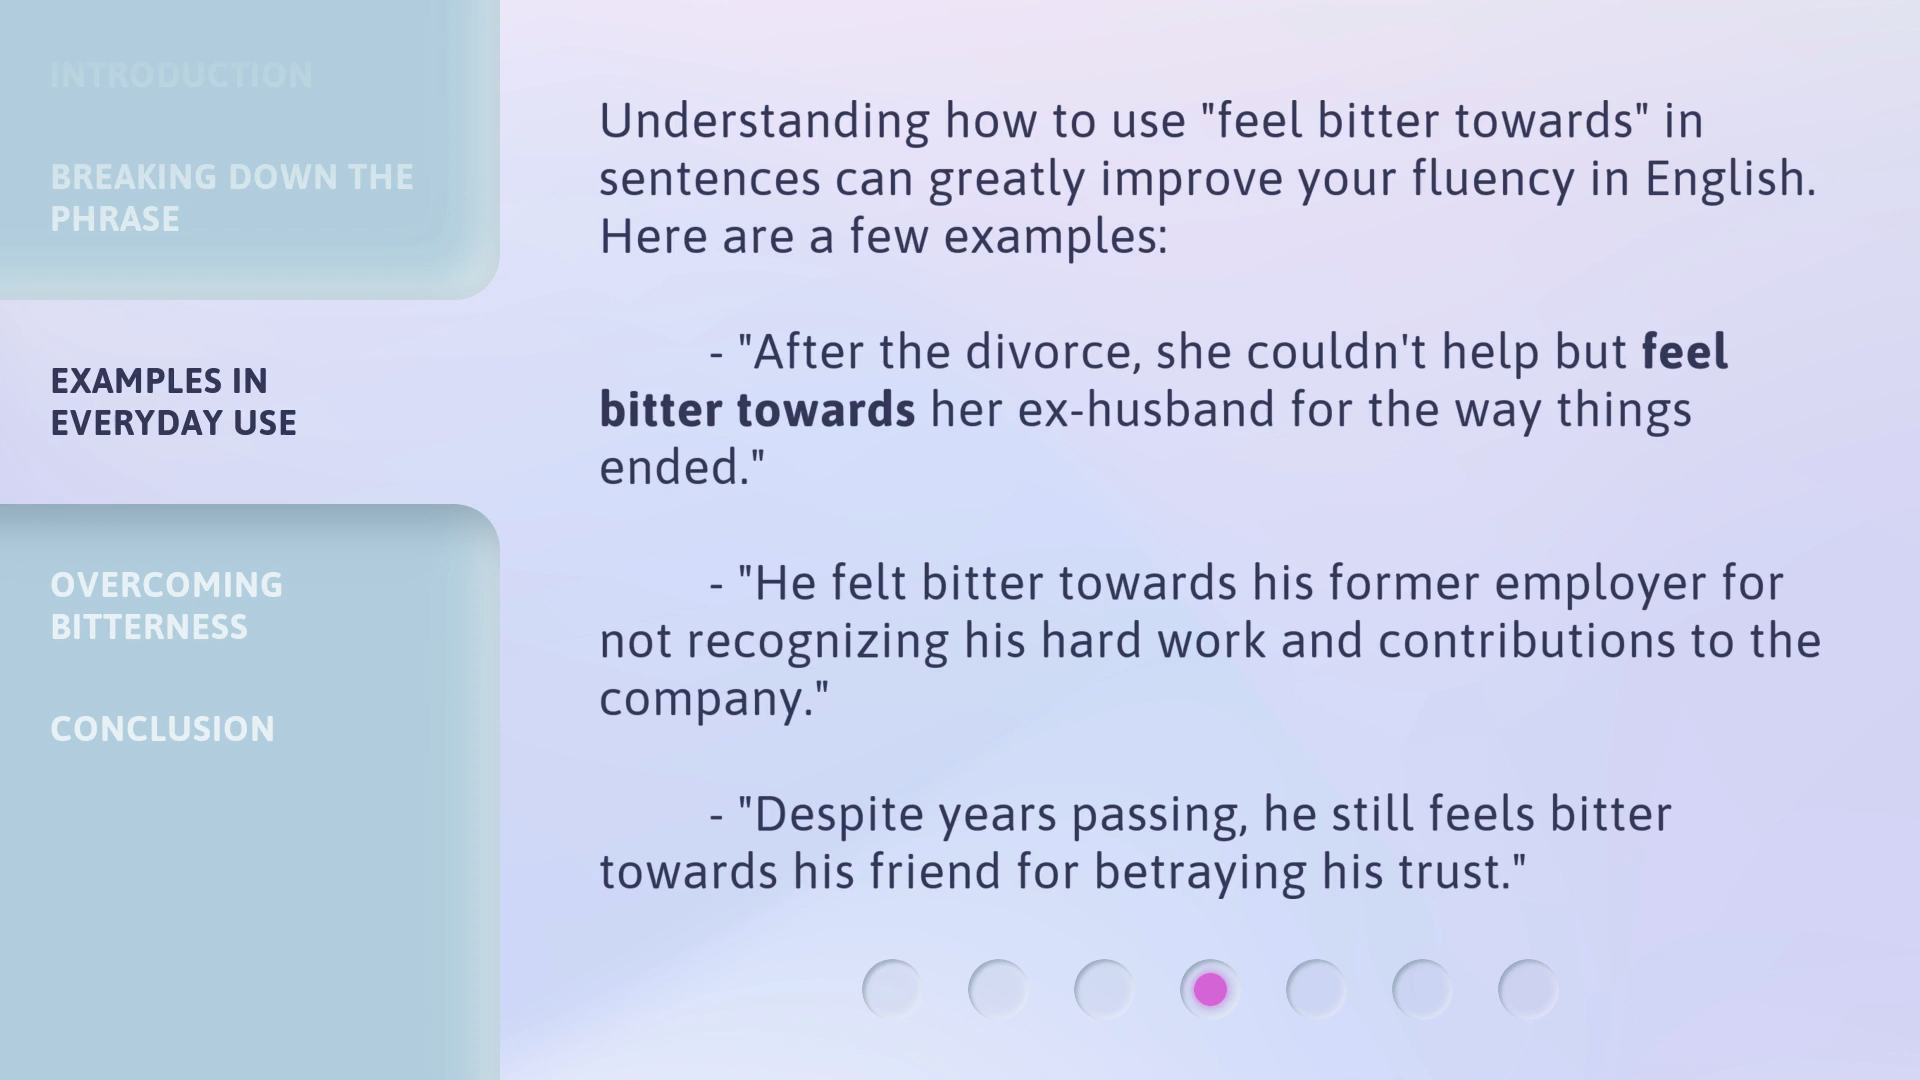 INTRODUCTION
BREAKING DOWN THE
PHRASE
EXAMPLES IN
EVERYDAY USE
OVERCOMING
BITTERNESS
CONCLUSION
Understanding how to use "feel bitter towards" in
sentences can greatly improve your fluency in English.
Here are a few examples:
- "After the divorce, she couldn't help but feel
bitter towards her ex-husband for the way things
ended."
- "He felt bitter towards his former employer for
not recognizing his hard work and contributions to the
company."
- "Despite years passing, he still feels bitter
towards his friend for betraying his trust."